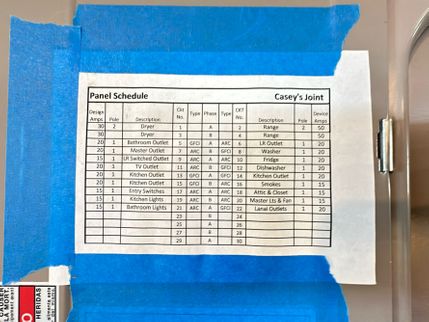 Panel Schedule Casey's Joint
Design Amps Pole Description Ckt No. Type Phase Type CKT No. Description Pole Device Amps
30 2 Dryer 1 A 2 Range 2 50
30 Dryer 3 B 4 Range 50
20 1 Bathroom Outlet 5 GFCI A ARC 6 LR Outlet 1 20
20 1 Master Outlet 7 ARC B GFCI 8 Washer 1 20
15 1 LR Switched Outlet 9 ARC A ARC 10 Fridge 1 20
20 1 TV Outlet 11 ARC B GFCI 12 Dishwasher 1 20
20 1 Kitchen Outlet 13 GFCI A GFCI 14 Kitchen Outlet 1 20
20 1 Kitchen Outlet 15 GFCI B ARC 16 Smokes 1 15
15 1 Entry Switches 17 ARC A ARC 18 Attic & Closet 1 15
15 1 Kitchen Lights 19 ARC B ARC 20 Master Lts & Fan 1 15
15 1 Bathroom Lights 21 ARC A GFCI 22 Lanai Outlets 1 20
23 B 24
25 A 26
27 B 28
29 A 30
CAUSER
LA MORT.
HERIDAS